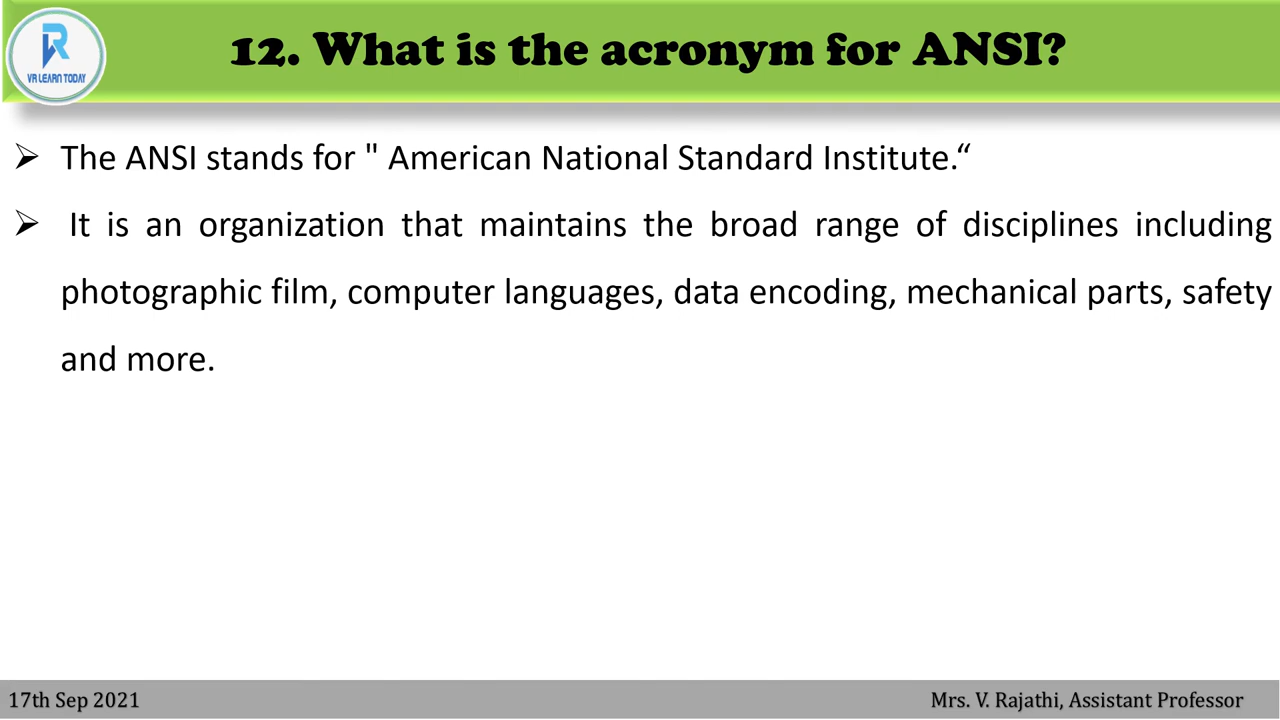 VR LEARN TODAY
12. What is the acronym for ANSI?
➢ The ANSI stands for " American National Standard Institute.“
➢ It is an organization that maintains the broad range of disciplines including
photographic film, computer languages, data encoding, mechanical parts, safety
and more.
17th Sep 2021
Mrs. V. Rajathi, Assistant Professor